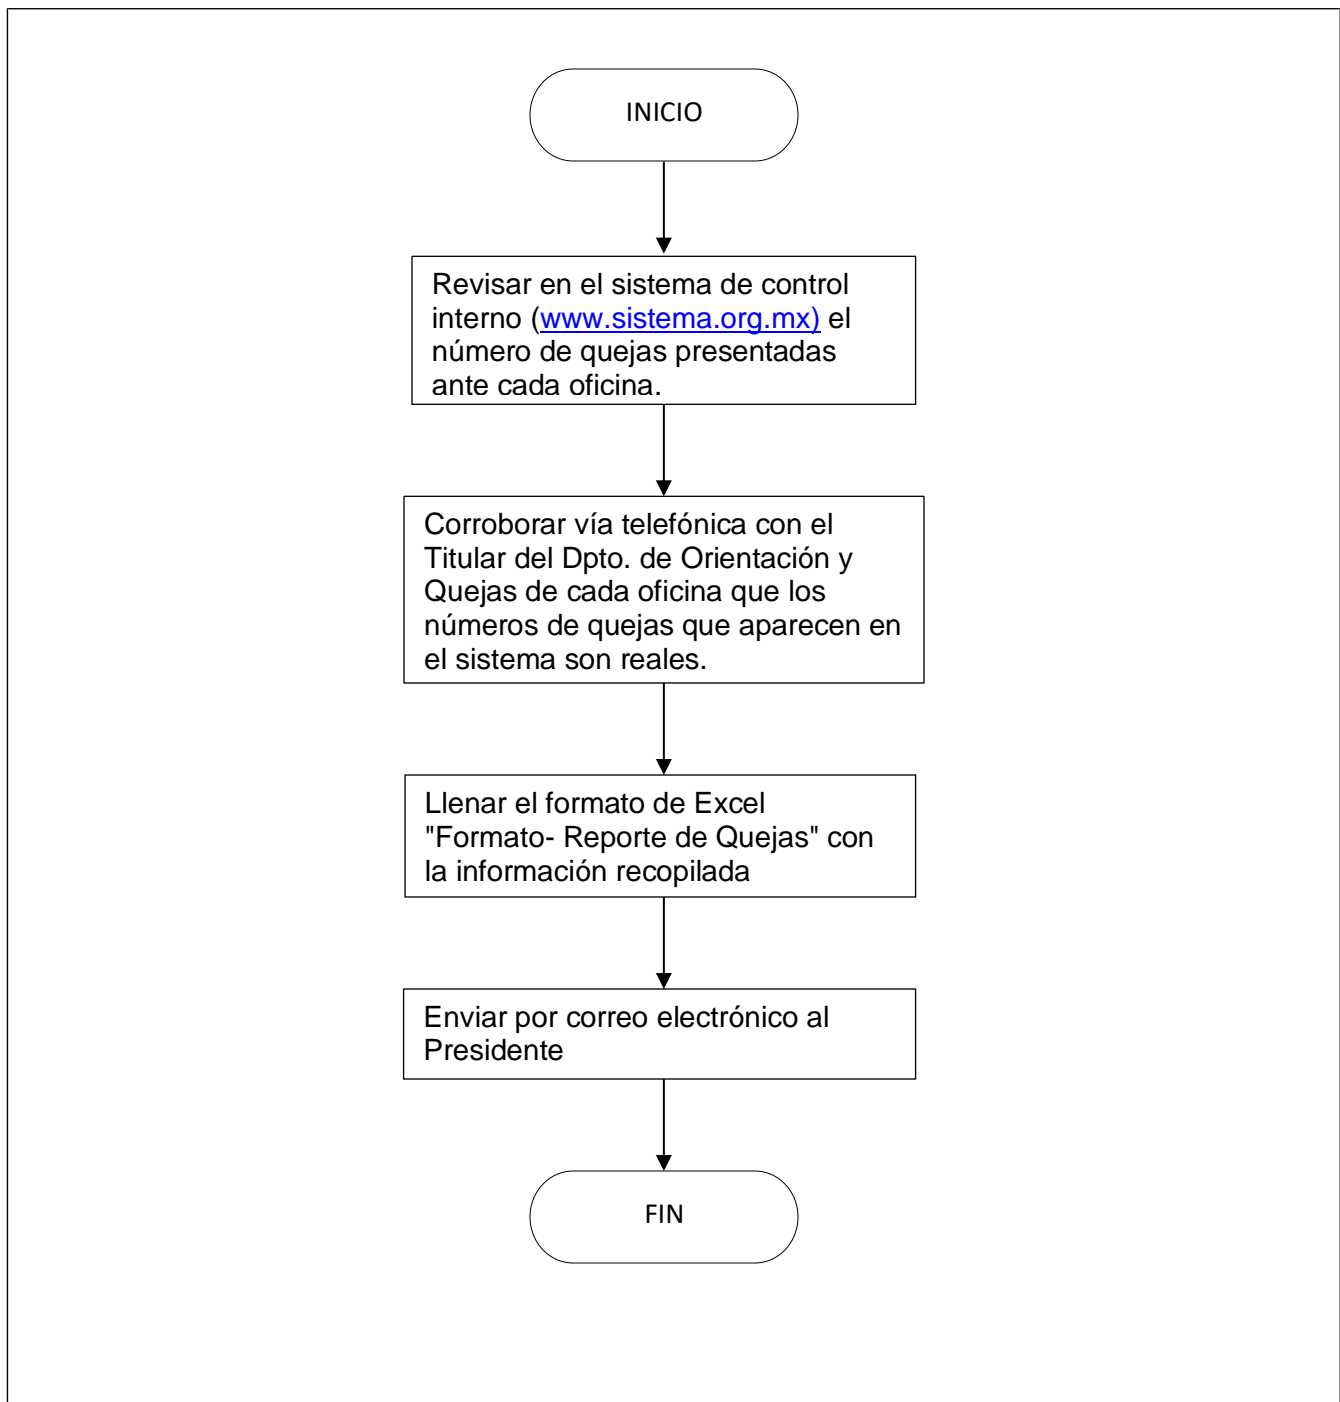 INICIO
Revisar en el sistema de control
interno (www.sistema.org.mx) el
número de quejas presentadas
ante cada oficina.
Corroborar vía telefónica con el
Titular del Dpto. de Orientación y
Quejas de cada oficina que los
números de quejas que aparecen en
el sistema son reales.
Llenar el formato de Excel
"Formato- Reporte de Quejas" con
la información recopilada
Enviar por correo electrónico al
Presidente
FIN